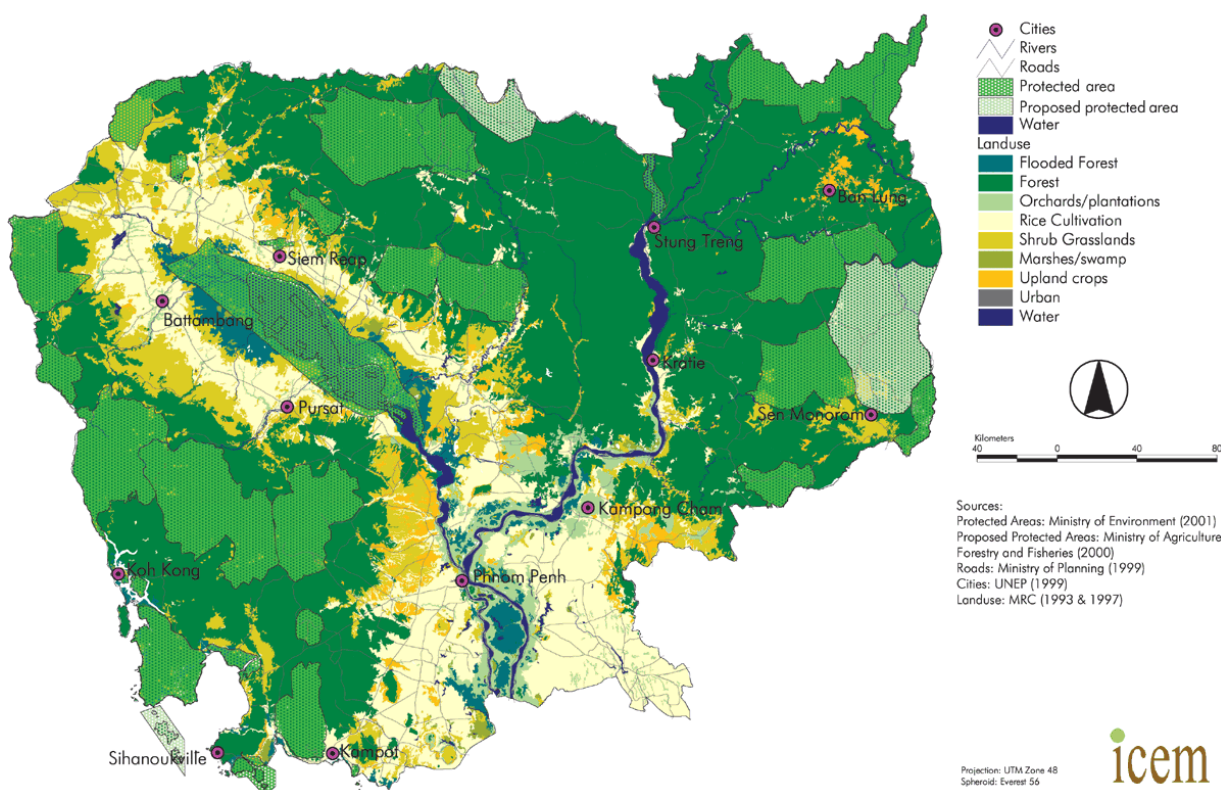 Cities
Rivers
Roads
Protected area
Proposed protected area
Water
Landuse
Flooded Forest
Forest
Orchards/plantations
Rice Cultivation
Shrub Grasslands
Marshes/swamp
Upland crops
Urban
Water
Ban Lung
Stung Treng
Siem Reap
Battambang
Kratie
Pursat
Sen Monorom
Kampong Cham
Koh Kong
Phnom Penh
Sihanoukville
Kampot
Kilometers
40 0 40 80
Sources:
Protected Areas: Ministry of Environment (2001)
Proposed Protected Areas: Ministry of Agriculture
Forestry and Fisheries (2000)
Roads: Ministry of Planning (1999)
Cities: UNEP (1999)
Landuse: MRC (1993 & 1997)
Projection: UTM Zone 48
Spheroid: Everest 56
icem